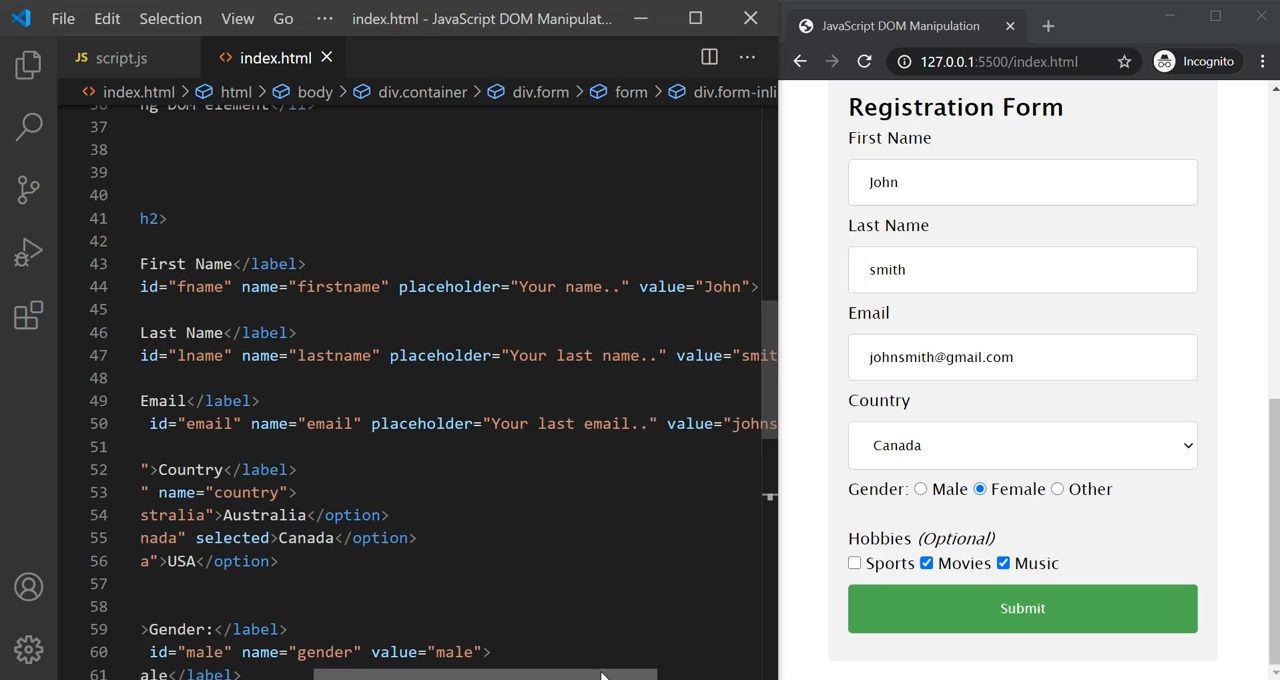 File Edit Selection View Go ··· index.html - JavaScript DOM Manipulat...
JS script.js
<> index.html
index.html > html > body > div.container > div.form > form > div.form-inli
36 ng DOM element</li>
37
38
39
40
41 h2>
42
43 First Name</label>
44 id="fname" name="firstname" placeholder="Your name.." value="John">
45
46 Last Name</label>
47 id="lname" name="lastname" placeholder="Your last name.." value="smit
48
49 Email</label>
50 id="email" name="email" placeholder="Your last email.." value="johns
51
52 ">Country</label>
53 " name="country">
54 stralia">Australia</option>
55 nada" selected>Canada</option>
56 a">USA</option>
57
58
59 >Gender:</label>
60 id="male" name="gender" value="male">
61 ale</label>
JavaScript DOM Manipulation
127.0.0.1:5500/index.html
Incognito
Registration Form
First Name
John
Last Name
smith
Email
johnsmith@gmail.com
Country
Canada
Gender: Male Female Other
Hobbies (Optional)
Sports Movies Music
Submit